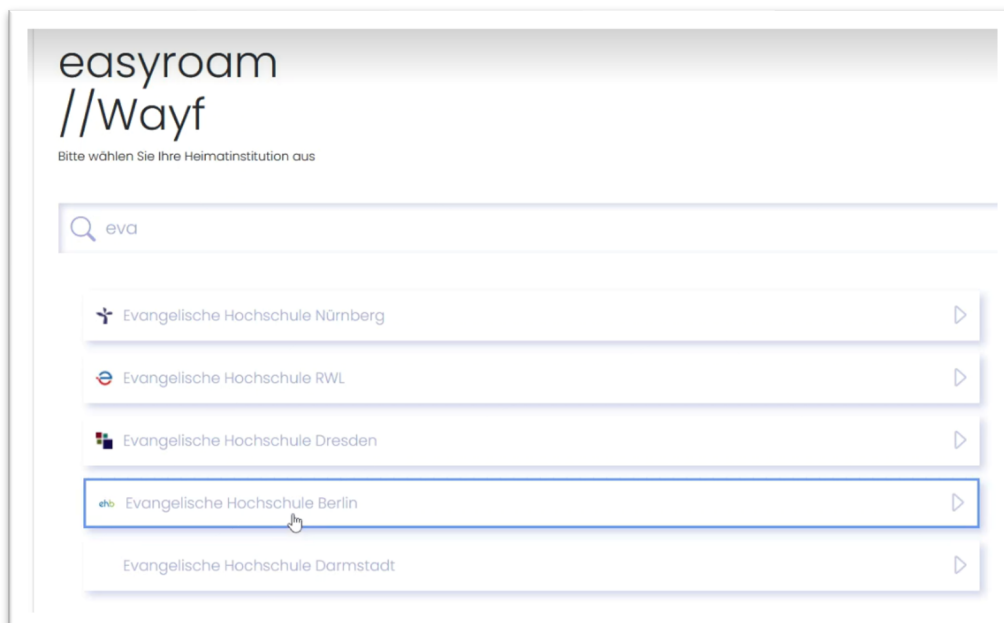 easyroam
//Wayf
Bitte wählen Sie Ihre Heimatinstitution aus
eva
Evangelische Hochschule Nürnberg
Evangelische Hochschule RWL
Evangelische Hochschule Dresden
ehb Evangelische Hochschule Berlin
Evangelische Hochschule Darmstadt